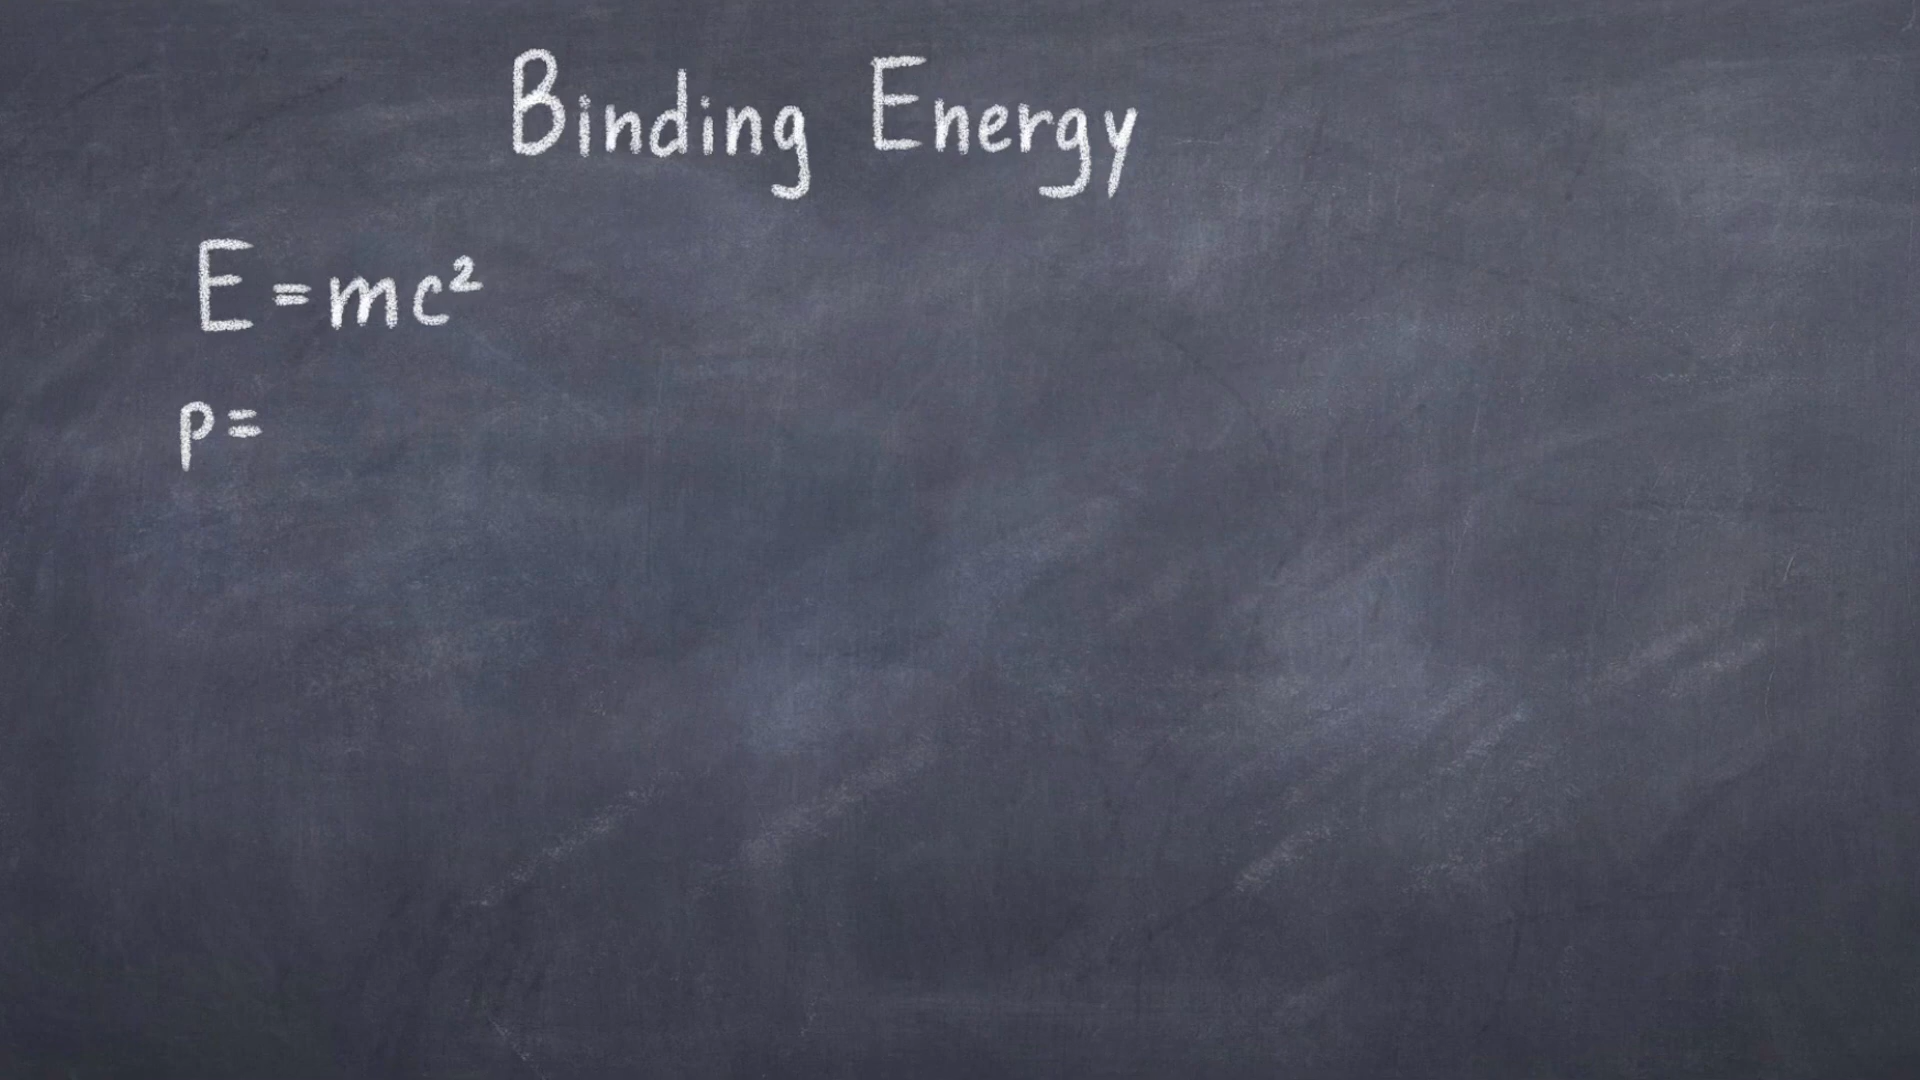 Binding Energy
E=mc²
p=